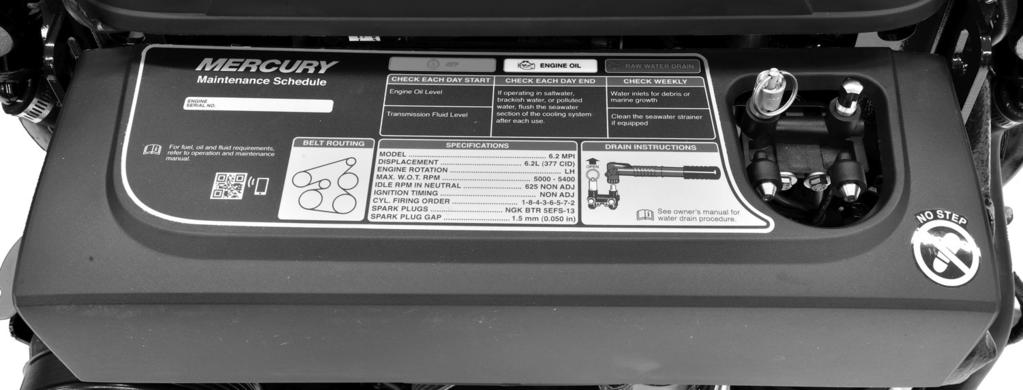 MERCURY
Maintenance Schedule
ENGINE
SERIAL NO.
For fuel, oil and fluid requirements,
refer to operation and maintenance
manual.
ENGINE OIL
RAW WATER DRAIN
CHECK EACH DAY START
Engine Oil Level
Transmission Fluid Level
CHECK EACH DAY END
If operating in saltwater,
brackish water, or polluted
water, flush the seawater
section of the cooling system
after each use.
CHECK WEEKLY
Water inlets for debris or
marine growth
Clean the seawater strainer
if equipped
BELT ROUTING
SPECIFICATIONS
MODEL ... 6.2 MPI
DISPLACEMENT ... 6.2L (377 CID)
ENGINE ROTATION ... LH
MAX. W.O.T. RPM ... 5000 - 5400
IDLE RPM IN NEUTRAL ... 625 NON ADJ
IGNITION TIMING ... NON ADJ
CYL. FIRING ORDER ... 1-8-4-3-6-5-7-2
SPARK PLUGS ... NGK BTR 5EFS-13
SPARK PLUG GAP ... 1.5 mm (0.050 in)
DRAIN INSTRUCTIONS
OPEN
See owner's manual for
water drain procedure.
NO STEP